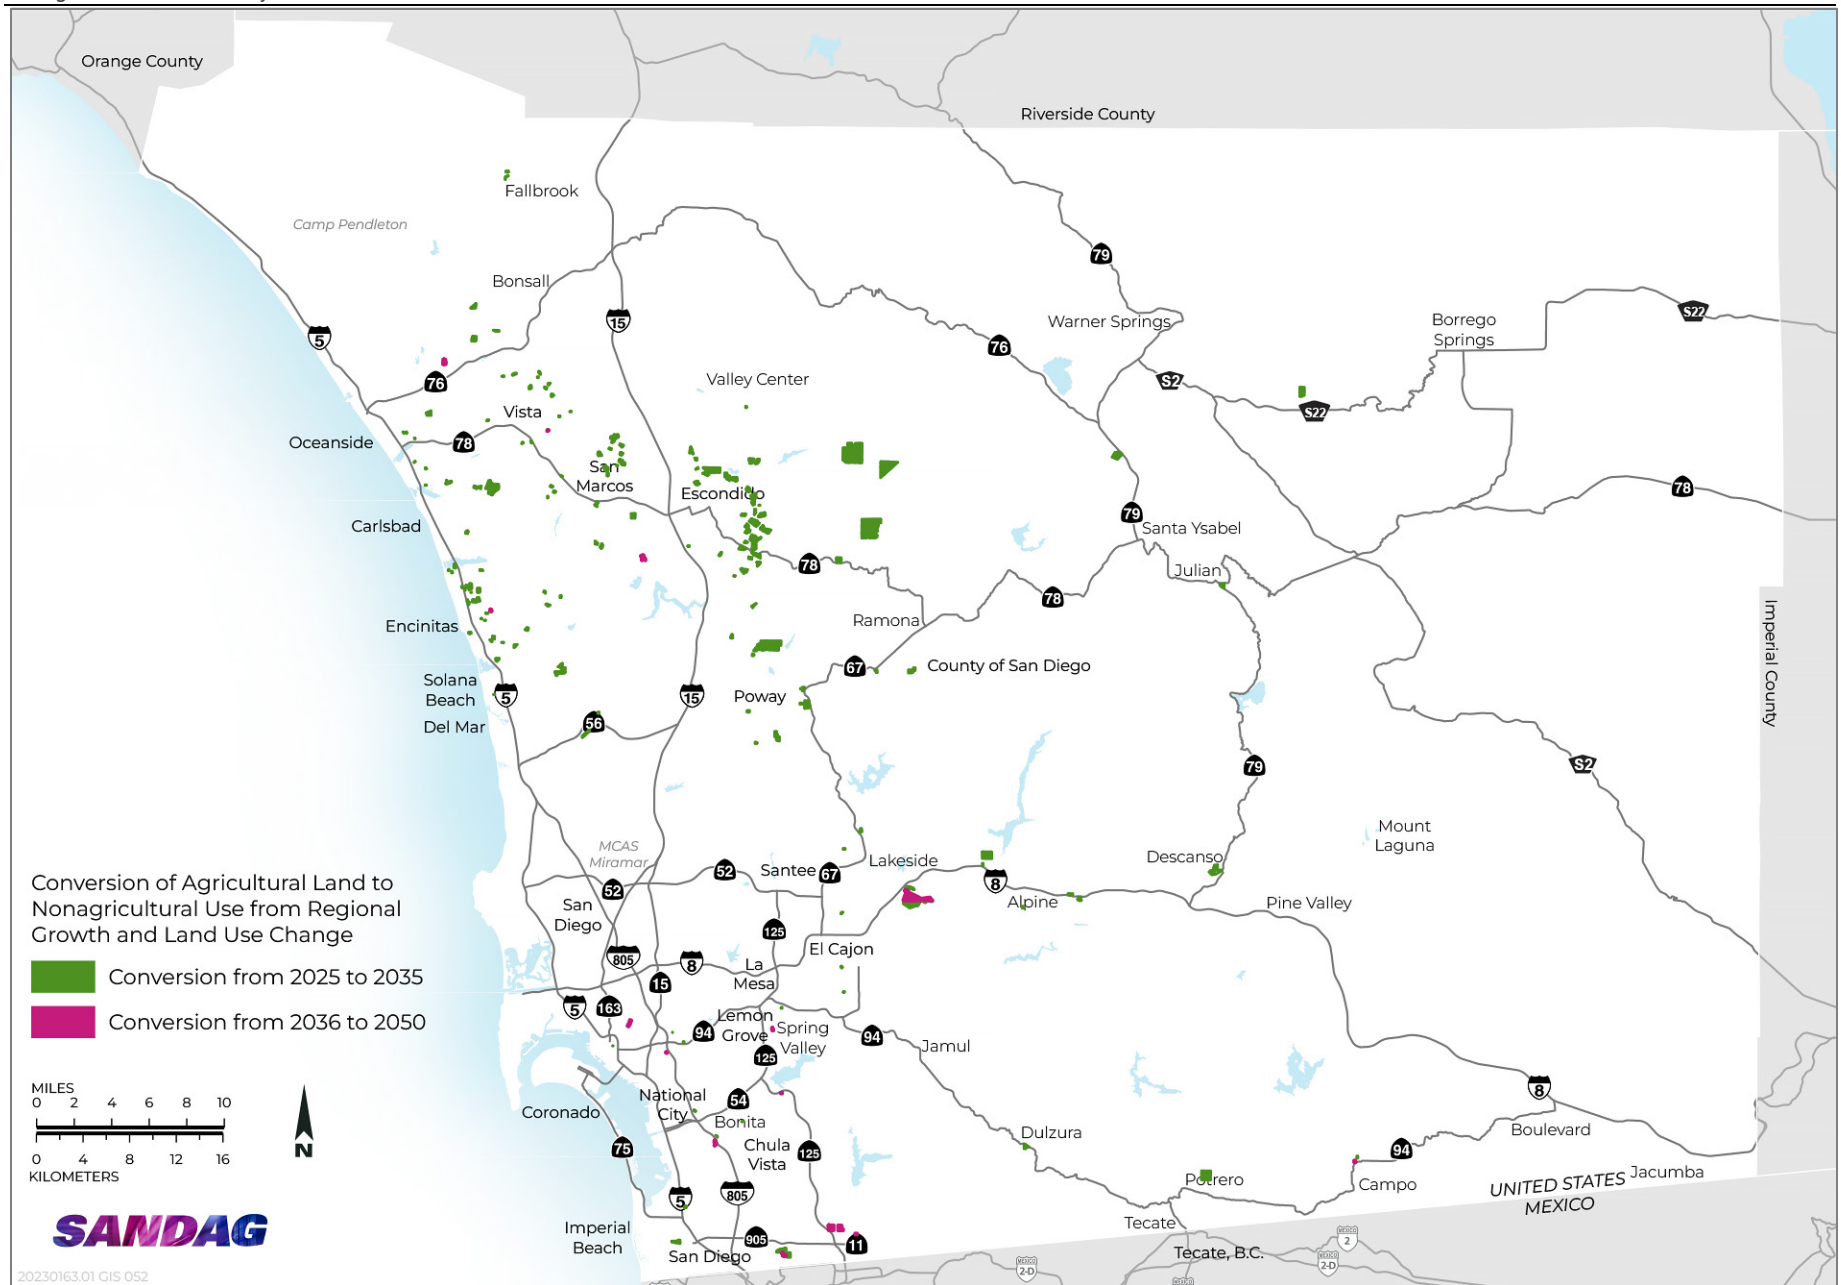 Orange County
Riverside County
Fallbrook
Camp Pendleton
79
Bonsall
15
5
Warner Springs
76
Borrego
Springs
S22
76
Valley Center
S2
S22
Vista
Oceanside
78
San
Marcos
Escondido
78
Carlsbad
79
Santa Ysabel
78
Julian
78
Encinitas
Ramona
Imperial County
67
County of San Diego
Solana
Beach
5
15
Poway
Del Mar
56
79
S2
Mount
Laguna
MCAS
Miramar
52
Santee
67
Lakeside
Descanso
52
8
Alpine
Pine Valley
San
Diego
125
El Cajon
805
8
La
Mesa
15
5
163
94
Lemon
Grove
Spring
Valley
94
Jamul
125
National
City
54
Bonita
Coronado
75
Chula
Vista
125
Dulzura
8
Boulevard
94
Potrero
Campo
Jacumba
UNITED STATES
MEXICO
5
805
Imperial
Beach
905
San Diego
11
Tecate
Tecate, B.C.
MEXICO
2
MEXICO
2-D
MEXICO
2-D
Conversion of Agricultural Land to
Nonagricultural Use from Regional
Growth and Land Use Change
Conversion from 2025 to 2035
Conversion from 2036 to 2050
MILES
0 2 4 6 8 10
0 4 8 12 16
KILOMETERS
N
SANDAG
20230163.01 GIS 052